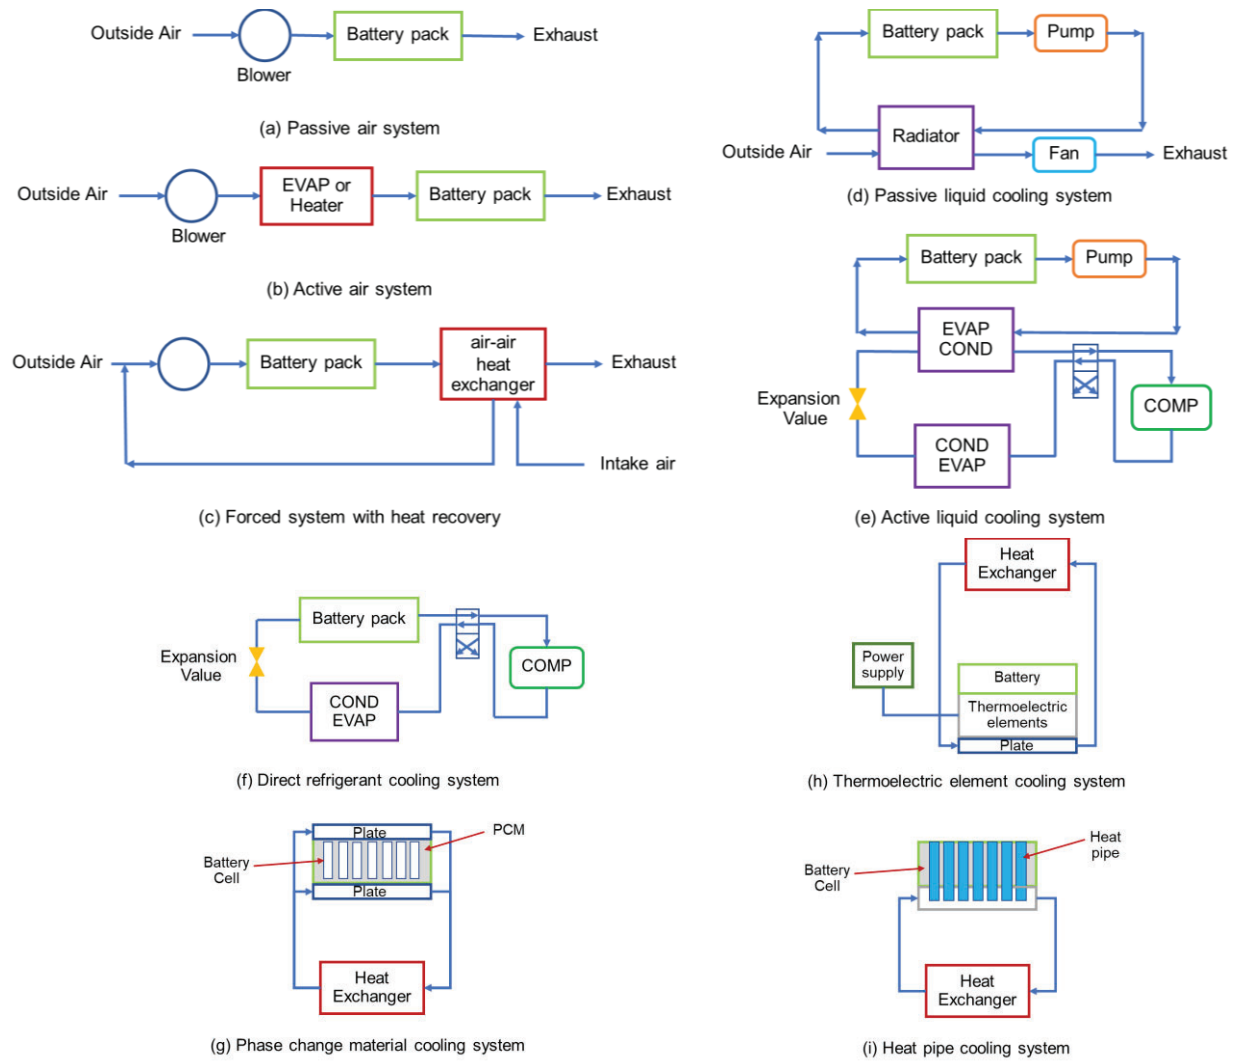 Outside Air
Blower
Battery pack
Exhaust
(a) Passive air system
Outside Air
Blower
EVAP or
Heater
Battery pack
Exhaust
(b) Active air system
Outside Air
Battery pack
air-air
heat
exchanger
Exhaust
Intake air
(c) Forced system with heat recovery
Battery pack
Pump
Radiator
Outside Air
Fan
Exhaust
(d) Passive liquid cooling system
Battery pack
Pump
EVAP
COND
Expansion
Value
COMP
COND
EVAP
(e) Active liquid cooling system
Battery pack
Expansion
Value
COMP
COND
EVAP
(f) Direct refrigerant cooling system
Heat
Exchanger
Power
supply
Battery
Thermoelectric
elements
Plate
(h) Thermoelectric element cooling system
Plate
PCM
Battery
Cell
Plate
Heat
Exchanger
(g) Phase change material cooling system
Heat
pipe
Battery
Cell
Heat
Exchanger
(i) Heat pipe cooling system